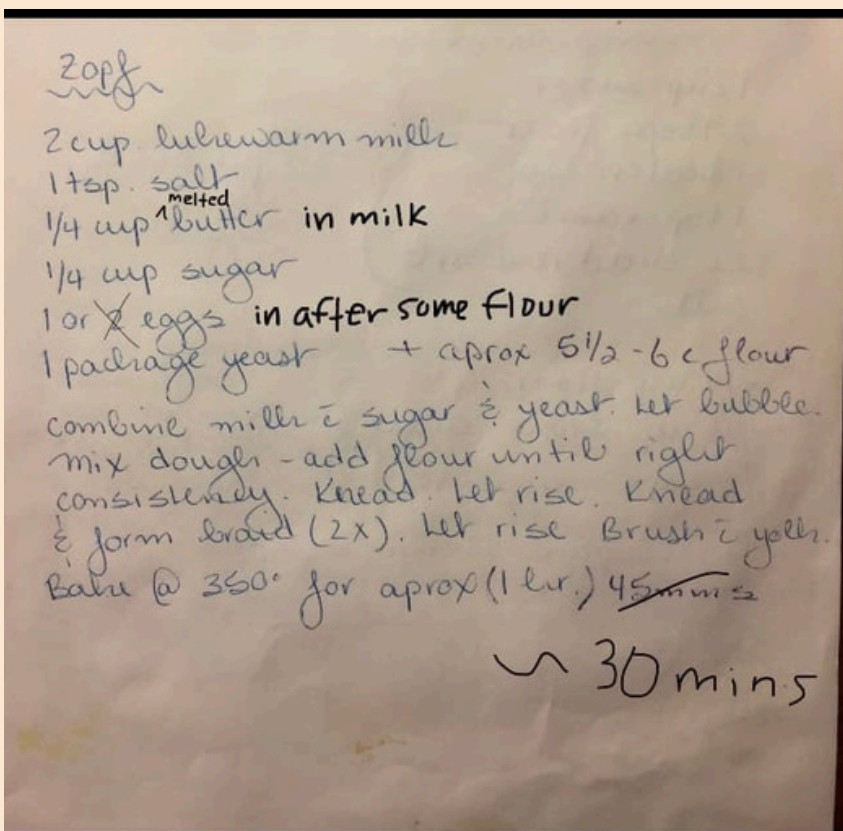 Zopf
2 cup lukewarm milk
1 tsp. salt
1/4 cup ^melted butter in milk
1/4 cup sugar
1 or 2 eggs in after some flour
1 package yeast + aprox 5 1/2 - 6 c flour
combine milk c̄ sugar & yeast. Let bubble.
mix dough - add flour until right
consistency. Knead. Let rise. Knead
& form braid (2x). Let rise Brush c̄ yolk.
Bake @ 350° for aprox (1 hr.) 45 mins
~ 30 mins